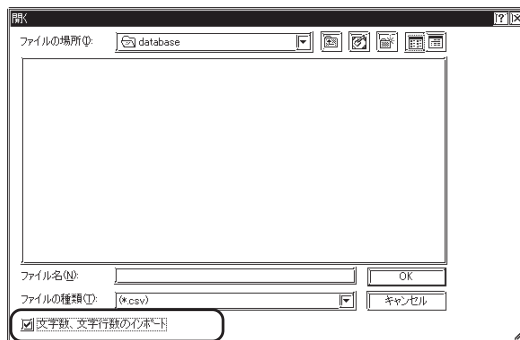 開く
ファイルの場所(I):
database
ファイル名(N):
OK
ファイルの種類(T):
(*.csv)
キャンセル
文字数、文字行数のインポート